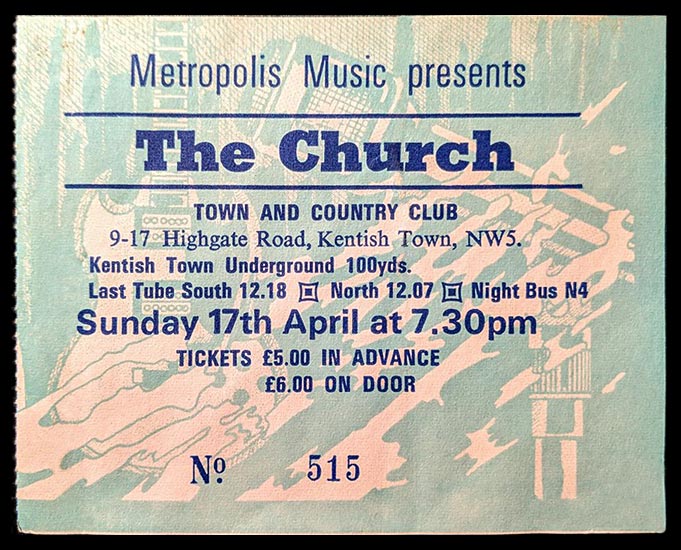 Metropolis Music presents
The Church
TOWN AND COUNTRY CLUB
9-17 Highgate Road, Kentish Town, NW5.
Kentish Town Underground 100yds.
Last Tube South 12.18 North 12.07 Night Bus N4
Sunday 17th April at 7.30pm
TICKETS £5.00 IN ADVANCE
£6.00 ON DOOR
Nº 515